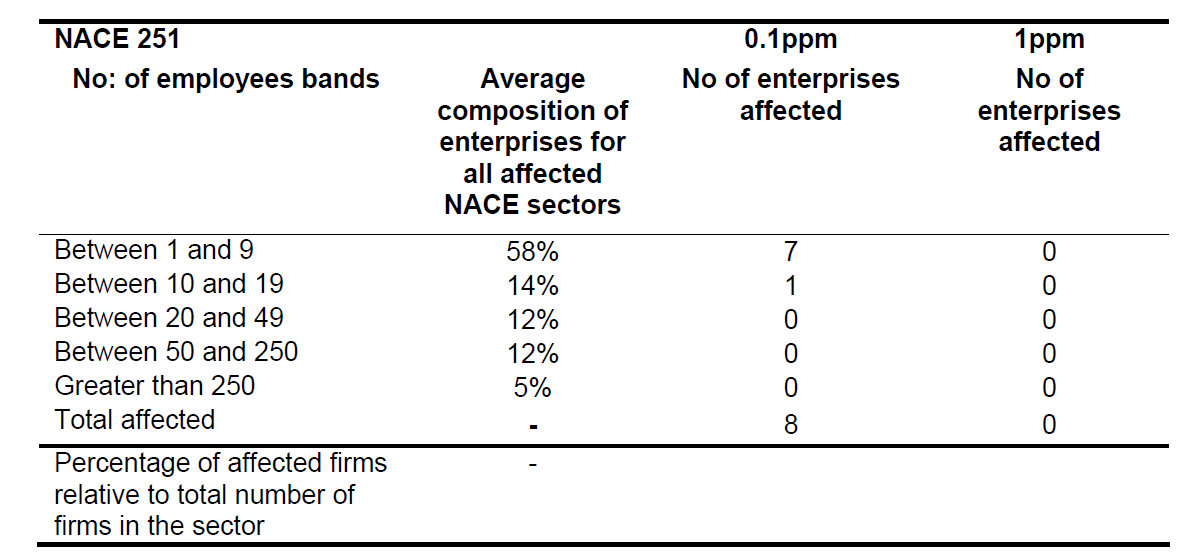 NACE 251 0.1ppm 1ppm
No: of employees bands Average No of enterprises No of
composition of affected enterprises
enterprises for affected
all affected
NACE sectors
Between 1 and 9 58% 7 0
Between 10 and 19 14% 1 0
Between 20 and 49 12% 0 0
Between 50 and 250 12% 0 0
Greater than 250 5% 0 0
Total affected - 8 0
Percentage of affected firms -
relative to total number of
firms in the sector